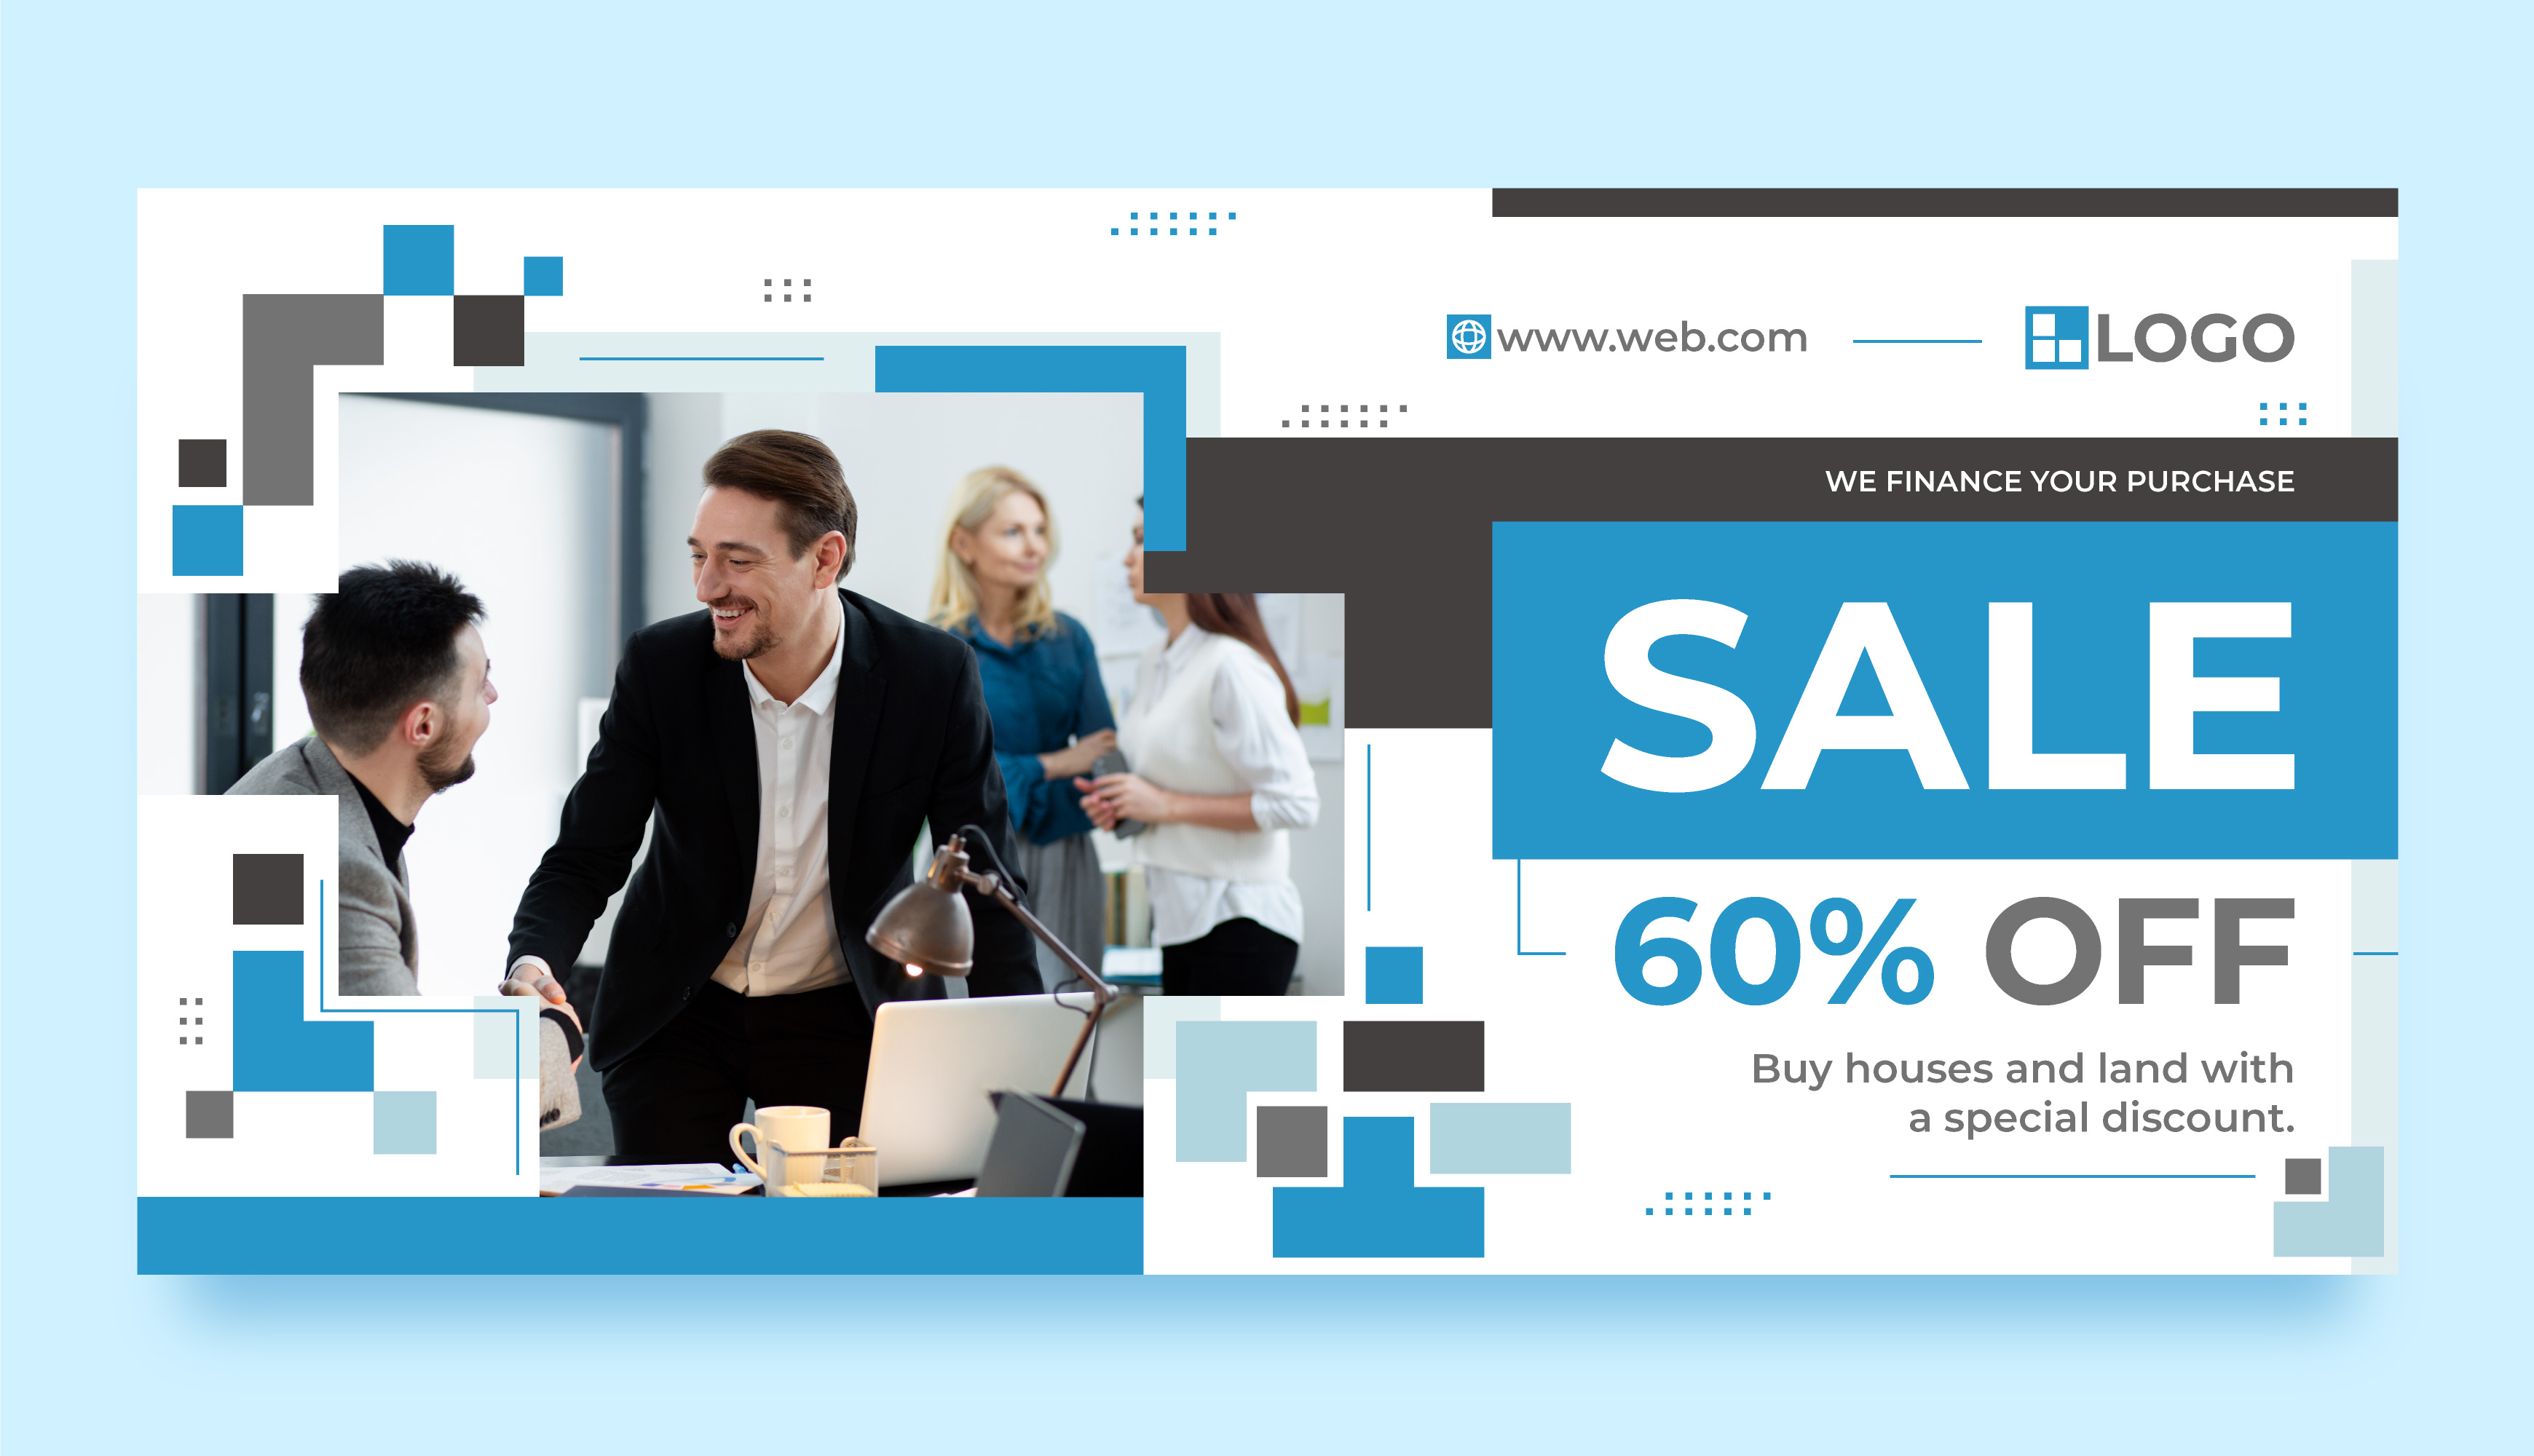 www.web.com
LOGO
WE FINANCE YOUR PURCHASE
SALE
60% OFF
Buy houses and land with
a special discount.